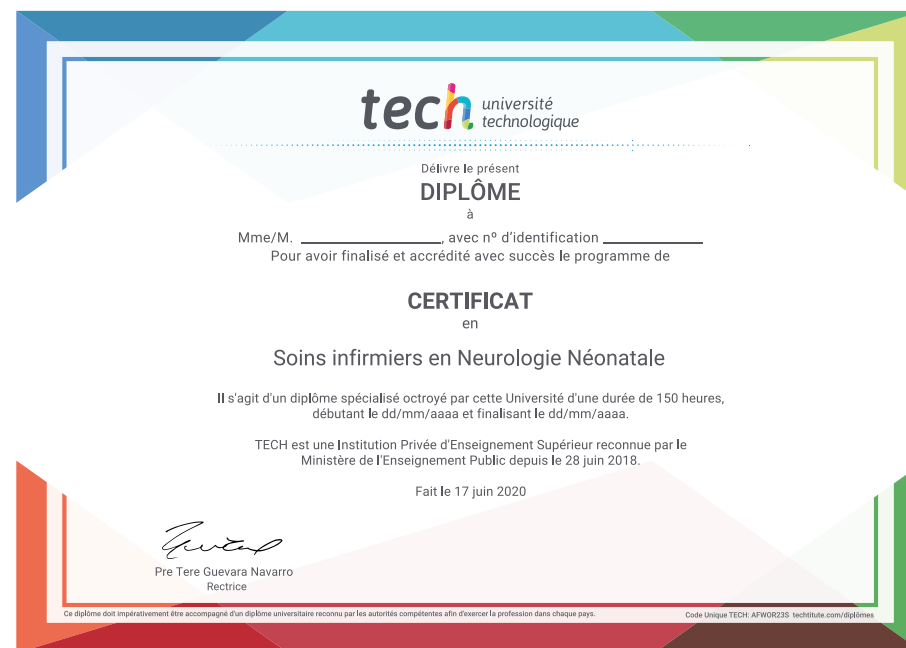 tech université
technologique
Délivre le présent
DIPLÔME
à
Mme/M. ____________________, avec nº d'identification ______________
Pour avoir finalisé et accrédité avec succès le programme de
CERTIFICAT
en
Soins infirmiers en Neurologie Néonatale
Il s'agit d'un diplôme spécialisé octroyé par cette Université d'une durée de 150 heures,
débutant le dd/mm/aaaa et finalisant le dd/mm/aaaa.
TECH est une Institution Privée d'Enseignement Supérieur reconnue par le
Ministère de l'Enseignement Public depuis le 28 juin 2018.
Fait le 17 juin 2020
Pre Tere Guevara Navarro
Rectrice
Ce diplôme doit impérativement être accompagné d'un diplôme universitaire reconnu par les autorités compétentes afin d'exercer la profession dans chaque pays.
Code Unique TECH: AFWOR23S techtitute.com/diplômes